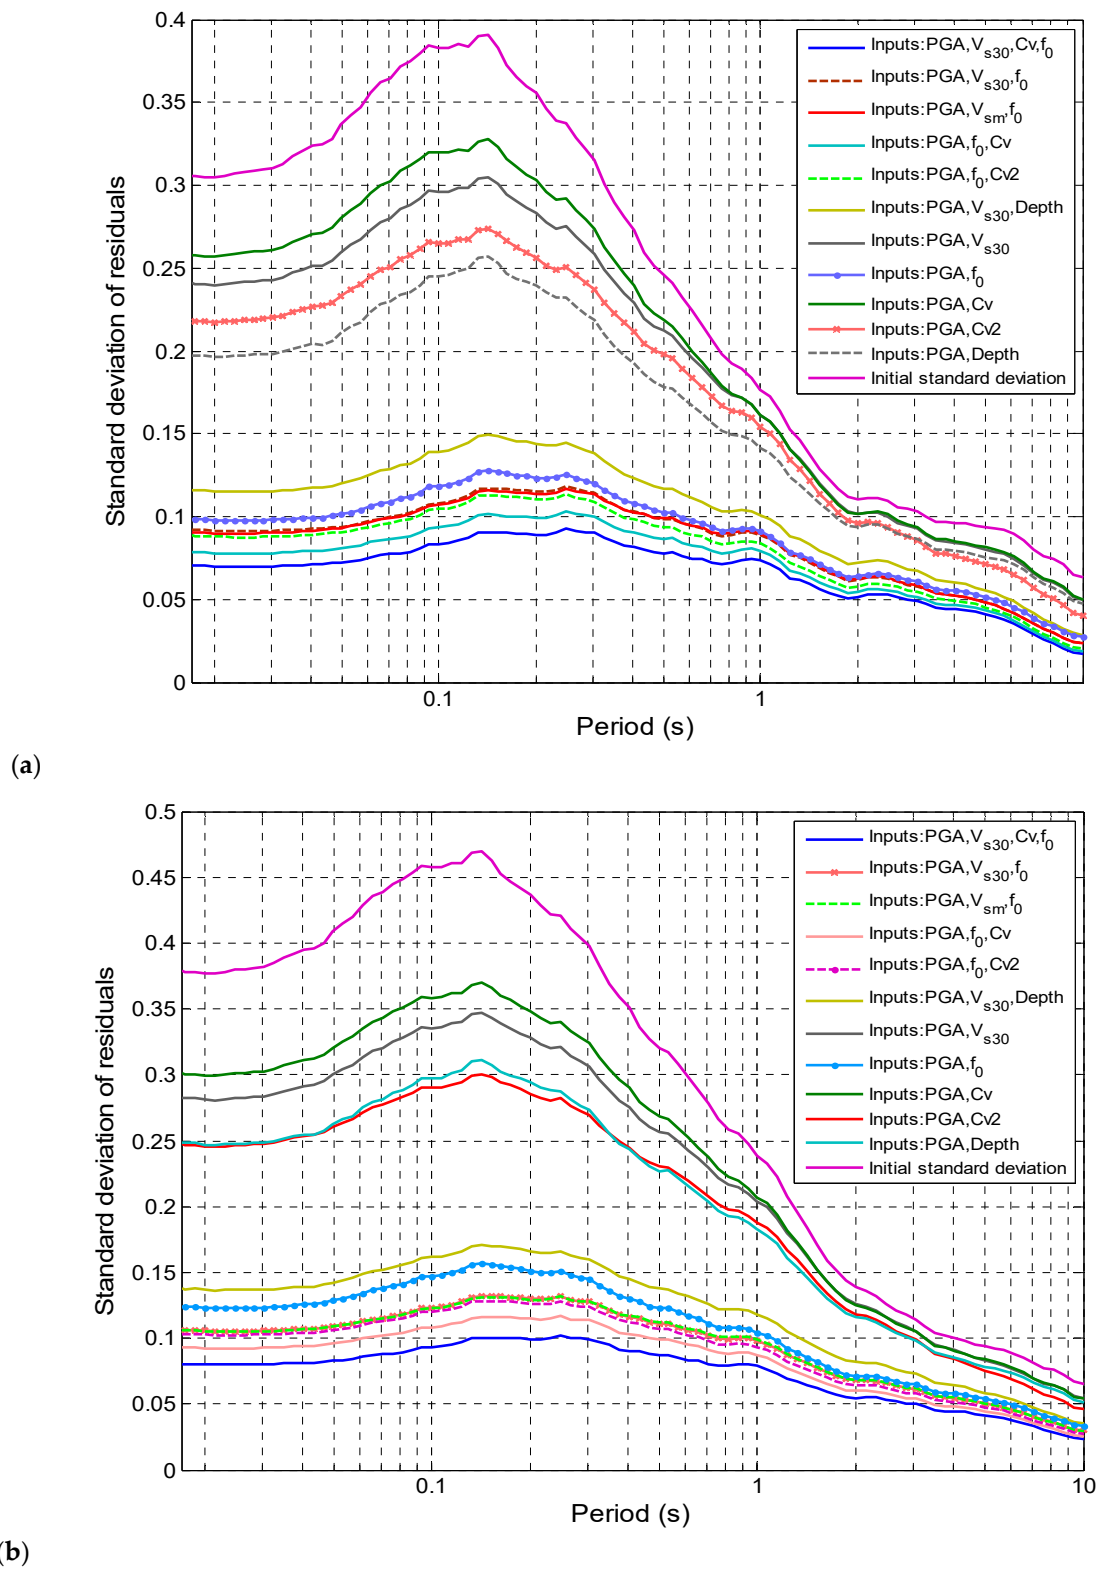 0.4
0.35
0.3
0.25
0.2
0.15
0.1
0.05
0
Standard deviation of residuals
Inputs:PGA,Vs30,Cv,f0
Inputs:PGA,Vs30,f0
Inputs:PGA,Vsm,f0
Inputs:PGA,f0,Cv
Inputs:PGA,f0,Cv2
Inputs:PGA,Vs30,Depth
Inputs:PGA,Vs30
Inputs:PGA,f0
Inputs:PGA,Cv
Inputs:PGA,Cv2
Inputs:PGA,Depth
Initial standard deviation
0.1 1
Period (s)
(a)
0.5
0.45
0.4
0.35
0.3
0.25
0.2
0.15
0.1
0.05
0
Standard deviation of residuals
Inputs:PGA,Vs30,Cv,f0
Inputs:PGA,Vs30,f0
Inputs:PGA,Vsm,f0
Inputs:PGA,f0,Cv
Inputs:PGA,f0,Cv2
Inputs:PGA,Vs30,Depth
Inputs:PGA,Vs30
Inputs:PGA,f0
Inputs:PGA,Cv
Inputs:PGA,Cv2
Inputs:PGA,Depth
Initial standard deviation
0.1 1 10
Period (s)
(b)